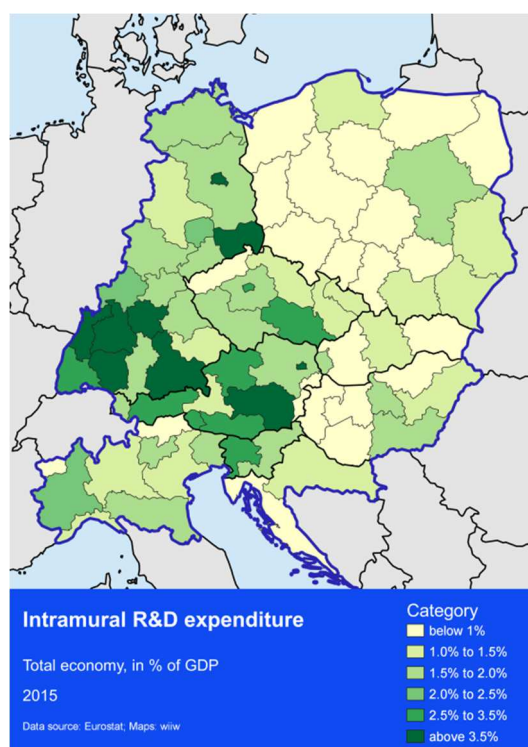 Intramural R&D expenditure
Total economy, in % of GDP
2015
Data source: Eurostat; Maps: wiiw
Category
below 1%
1.0% to 1.5%
1.5% to 2.0%
2.0% to 2.5%
2.5% to 3.5%
above 3.5%